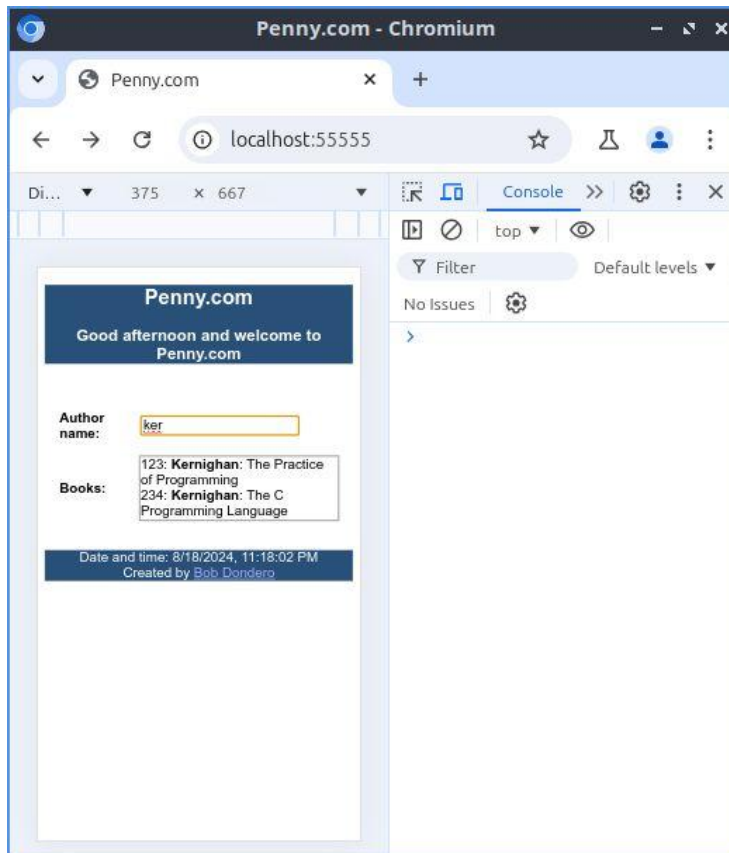 Penny.com - Chromium
Penny.com
localhost:55555
Di... 375 × 667
Console
top
Filter Default levels
No Issues
Penny.com
Good afternoon and welcome to
Penny.com
Author
name:
ker
Books:
123: Kernighan: The Practice
of Programming
234: Kernighan: The C
Programming Language
Date and time: 8/18/2024, 11:18:02 PM
Created by Bob Dondero